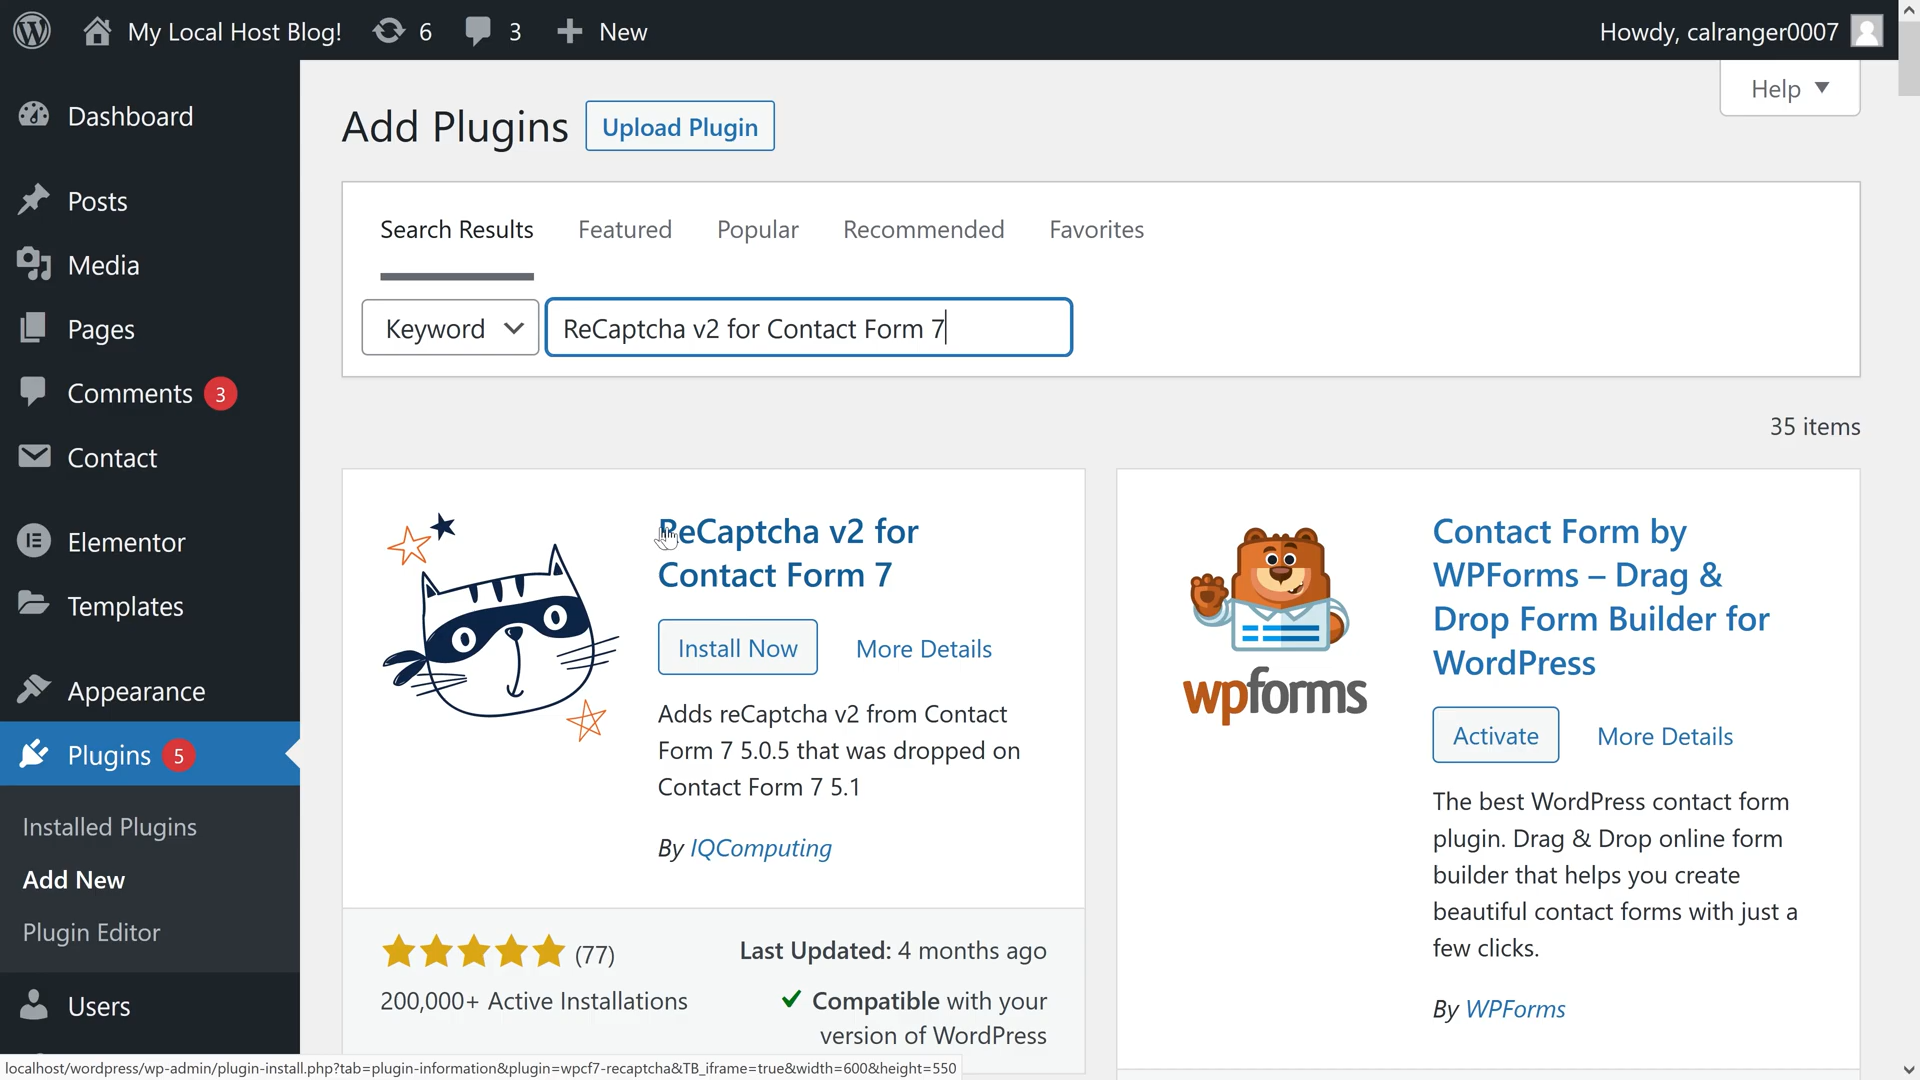 My Local Host Blog!
6
3
New
Howdy, calranger0007
Dashboard
Posts
Media
Pages
Comments 3
Contact
Elementor
Templates
Appearance
Plugins 5
Installed Plugins
Add New
Plugin Editor
Users
Help
Add Plugins
Upload Plugin
Search Results
Featured
Popular
Recommended
Favorites
Keyword
ReCaptcha v2 for Contact Form 7
35 items
ReCaptcha v2 for
Contact Form 7
Install Now
More Details
Adds reCaptcha v2 from Contact
Form 7 5.0.5 that was dropped on
Contact Form 7 5.1
By IQComputing
(77)
200,000+ Active Installations
Last Updated: 4 months ago
Compatible with your
version of WordPress
wpforms
Contact Form by
WPForms – Drag &
Drop Form Builder for
WordPress
Activate
More Details
The best WordPress contact form
plugin. Drag & Drop online form
builder that helps you create
beautiful contact forms with just a
few clicks.
By WPForms
localhost/wordpress/wp-admin/plugin-install.php?tab=plugin-information&plugin=wpcf7-recaptcha&TB_iframe=true&width=600&height=550